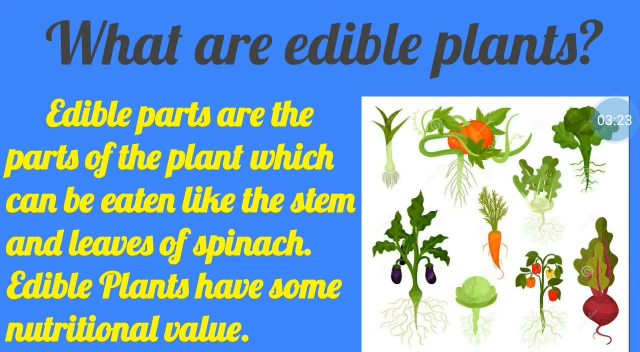 What are edible plants?
Edible parts are the
parts of the plant which
can be eaten like the stem
and leaves of spinach.
Edible Plants have some
nutritional value.
03:23